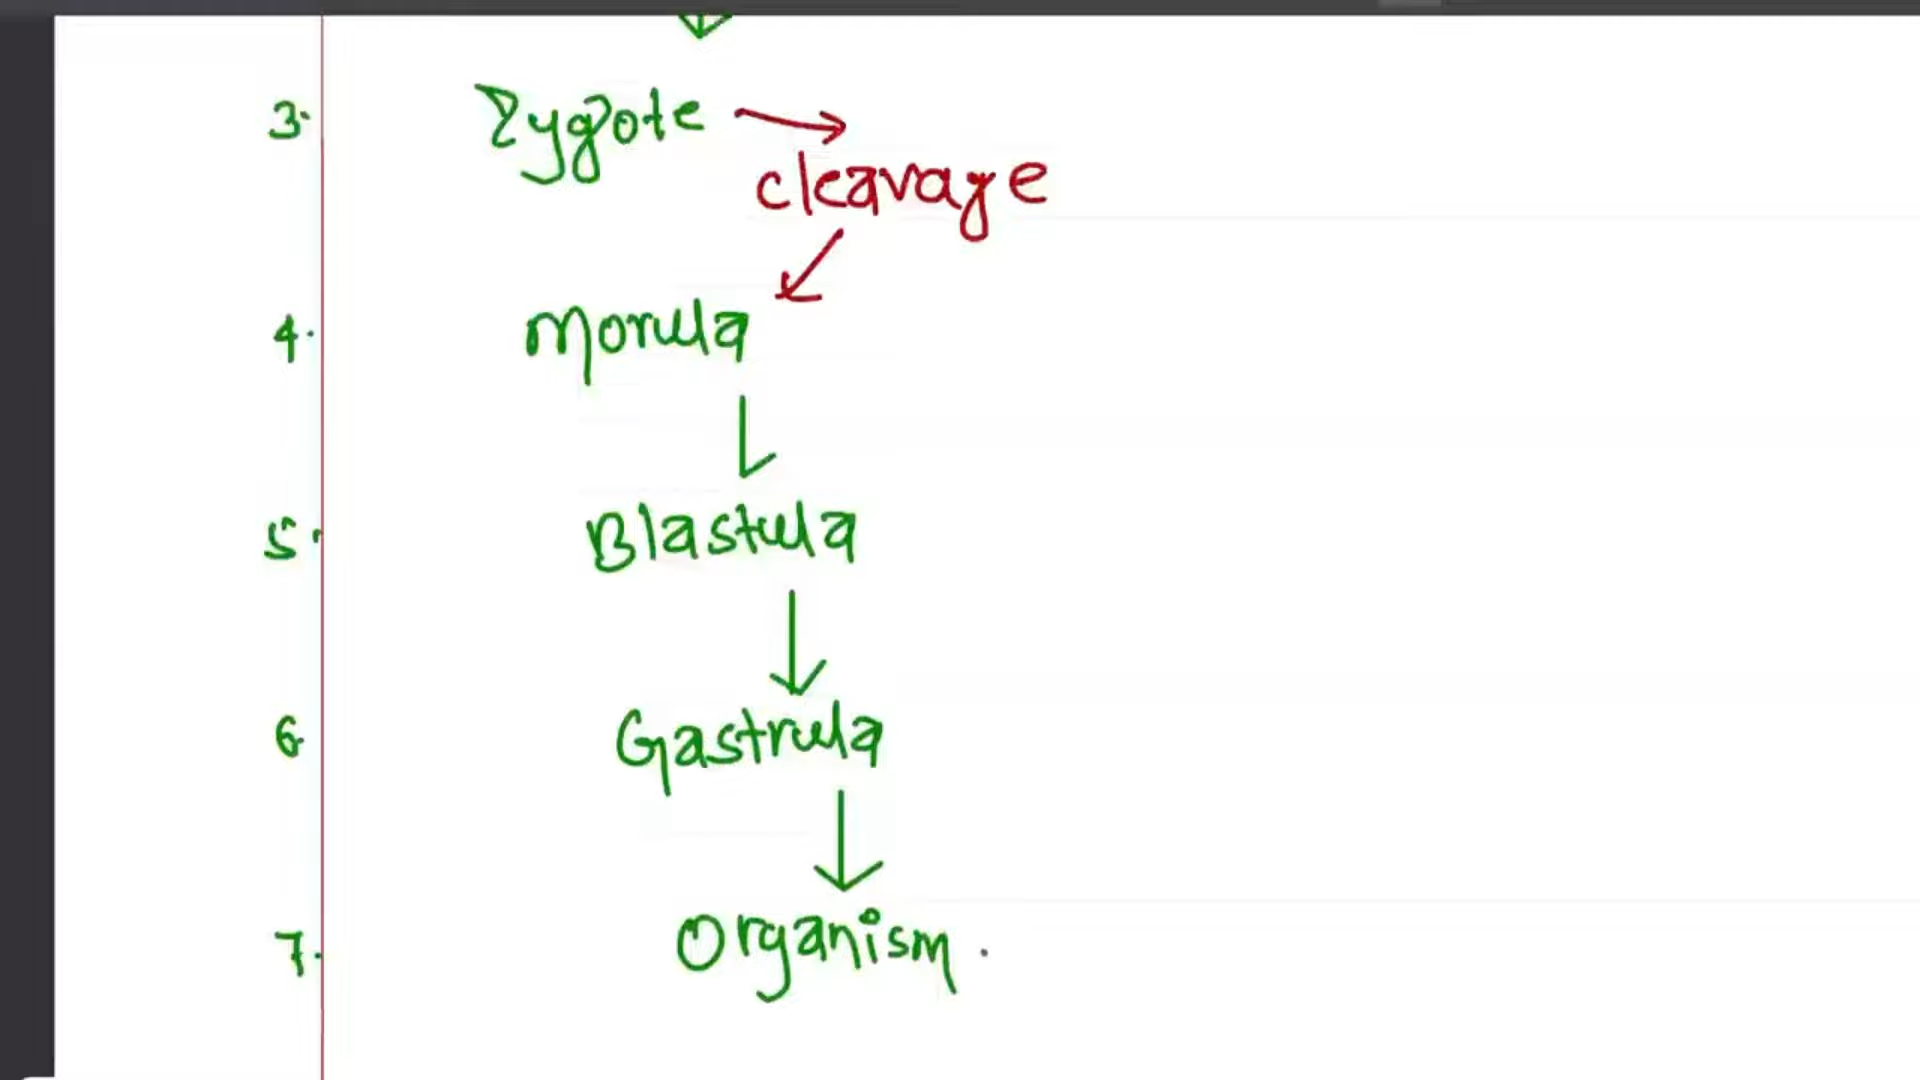 3. Zygote →
cleavage
4. Morula
5. Blastula
6. Gastrula
7. Organism.